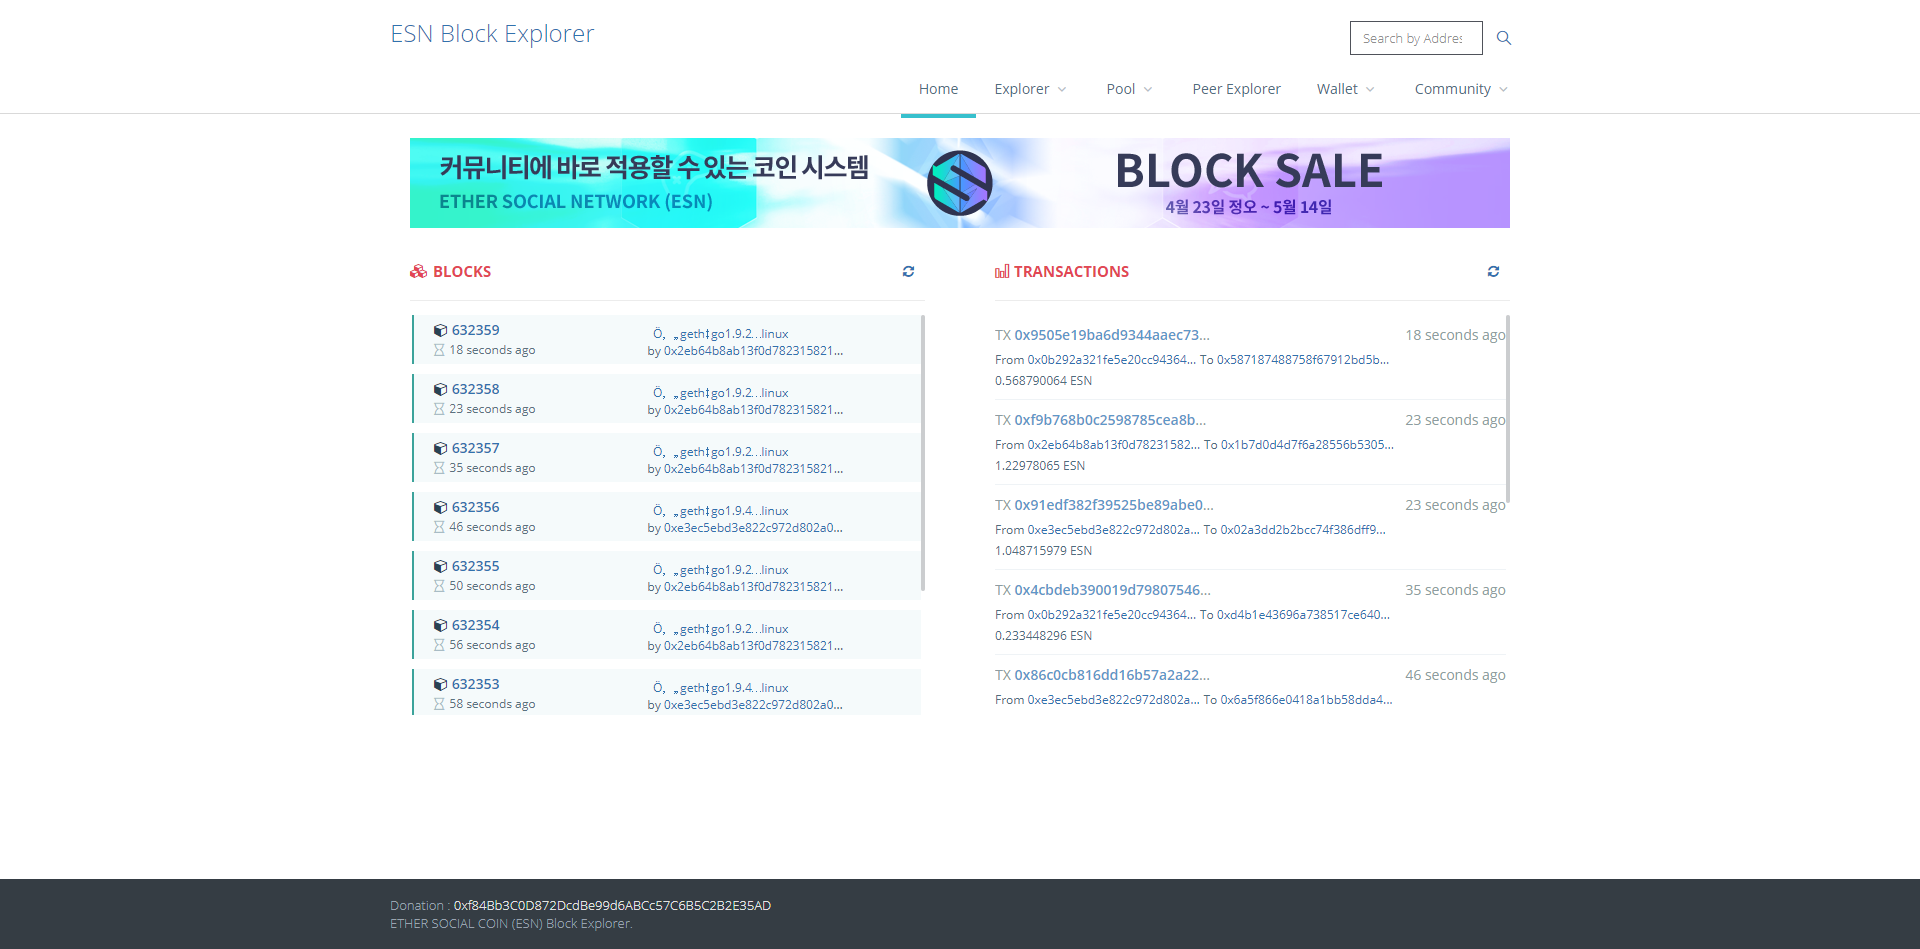 ESN Block Explorer
Search by Addres
Home Explorer Pool Peer Explorer Wallet Community
커뮤니티에 바로 적용할 수 있는 코인 시스템
ETHER SOCIAL NETWORK (ESN)
BLOCK SALE
4월 23일 정오 ~ 5월 14일
BLOCKS
632359
18 seconds ago
Ö‚ „geth‡go1.9.2…linux
by 0x2eb64b8ab13f0d782315821...
632358
23 seconds ago
Ö‚ „geth‡go1.9.2…linux
by 0x2eb64b8ab13f0d782315821...
632357
35 seconds ago
Ö‚ „geth‡go1.9.2…linux
by 0x2eb64b8ab13f0d782315821...
632356
46 seconds ago
Ö‚ „geth‡go1.9.4…linux
by 0xe3ec5ebd3e822c972d802a0...
632355
50 seconds ago
Ö‚ „geth‡go1.9.2…linux
by 0x2eb64b8ab13f0d782315821...
632354
56 seconds ago
Ö‚ „geth‡go1.9.2…linux
by 0x2eb64b8ab13f0d782315821...
632353
58 seconds ago
Ö‚ „geth‡go1.9.4…linux
by 0xe3ec5ebd3e822c972d802a0...
TRANSACTIONS
TX 0x9505e19ba6d9344aaec73... 18 seconds ago
From 0x0b292a321fe5e20cc94364... To 0x587187488758f67912bd5b...
0.568790064 ESN
TX 0xf9b768b0c2598785cea8b... 23 seconds ago
From 0x2eb64b8ab13f0d78231582... To 0x1b7d0d4d7f6a28556b5305...
1.22978065 ESN
TX 0x91edf382f39525be89abe0... 23 seconds ago
From 0xe3ec5ebd3e822c972d802a... To 0x02a3dd2b2bcc74f386dff9...
1.048715979 ESN
TX 0x4cbdeb390019d79807546... 35 seconds ago
From 0x0b292a321fe5e20cc94364... To 0xd4b1e43696a738517ce640...
0.233448296 ESN
TX 0x86c0cb816dd16b57a2a22... 46 seconds ago
From 0xe3ec5ebd3e822c972d802a... To 0x6a5f866e0418a1bb58dda4...
Donation : 0xf84Bb3C0D872DcdBe99d6ABCc57C6B5C2B2E35AD
ETHER SOCIAL COIN (ESN) Block Explorer.